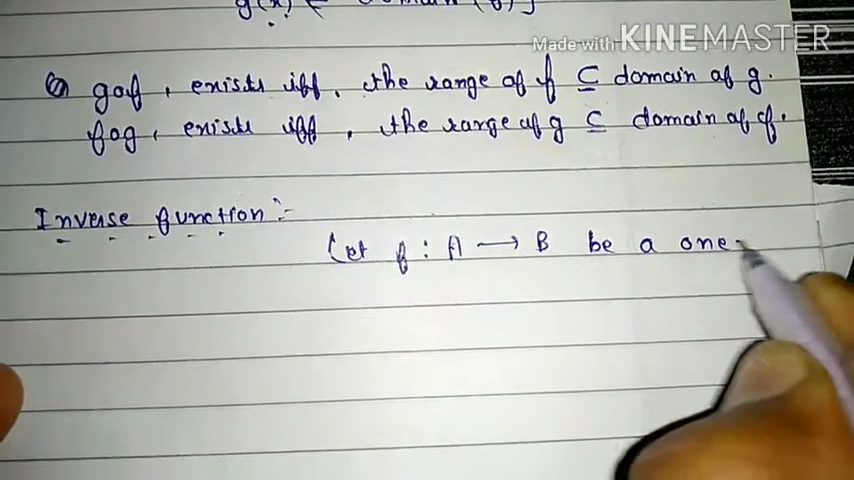 g(x) ∈ domain (f)}
Made with KINEMASTER
gof, exists iff, the range of f ⊆ domain of g.
fog, exists iff, the range of g ⊆ domain of f.
Inverse function :-
Let f : A → B be a one-